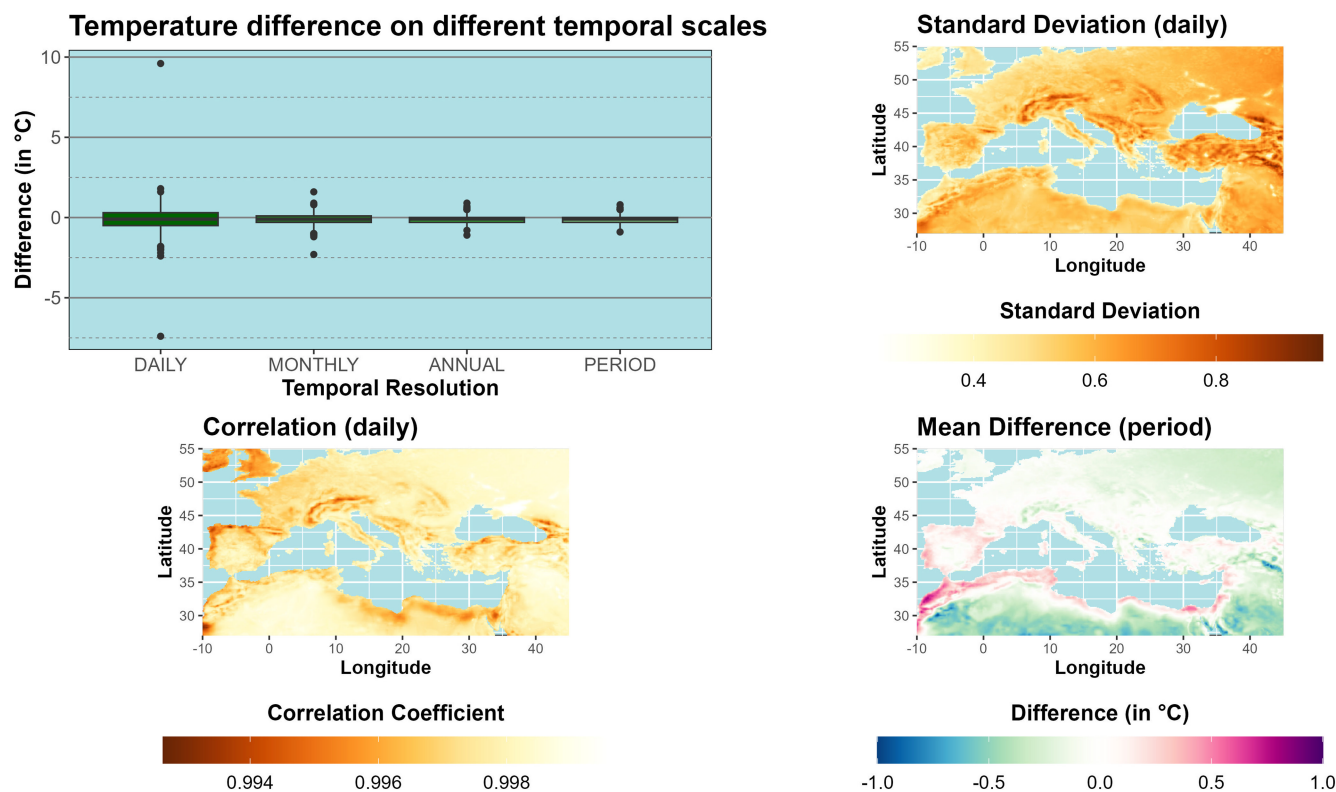 Temperature difference on different temporal scales
Difference (in °C)
10
5
0
-5
DAILY MONTHLY ANNUAL PERIOD
Temporal Resolution
Standard Deviation (daily)
Latitude
55
50
45
40
35
30
-10 0 10 20 30 40
Longitude
Standard Deviation
0.4 0.6 0.8
Correlation (daily)
Latitude
55
50
45
40
35
30
-10 0 10 20 30 40
Longitude
Correlation Coefficient
0.994 0.996 0.998
Mean Difference (period)
Latitude
55
50
45
40
35
30
-10 0 10 20 30 40
Longitude
Difference (in °C)
-1.0 -0.5 0.0 0.5 1.0